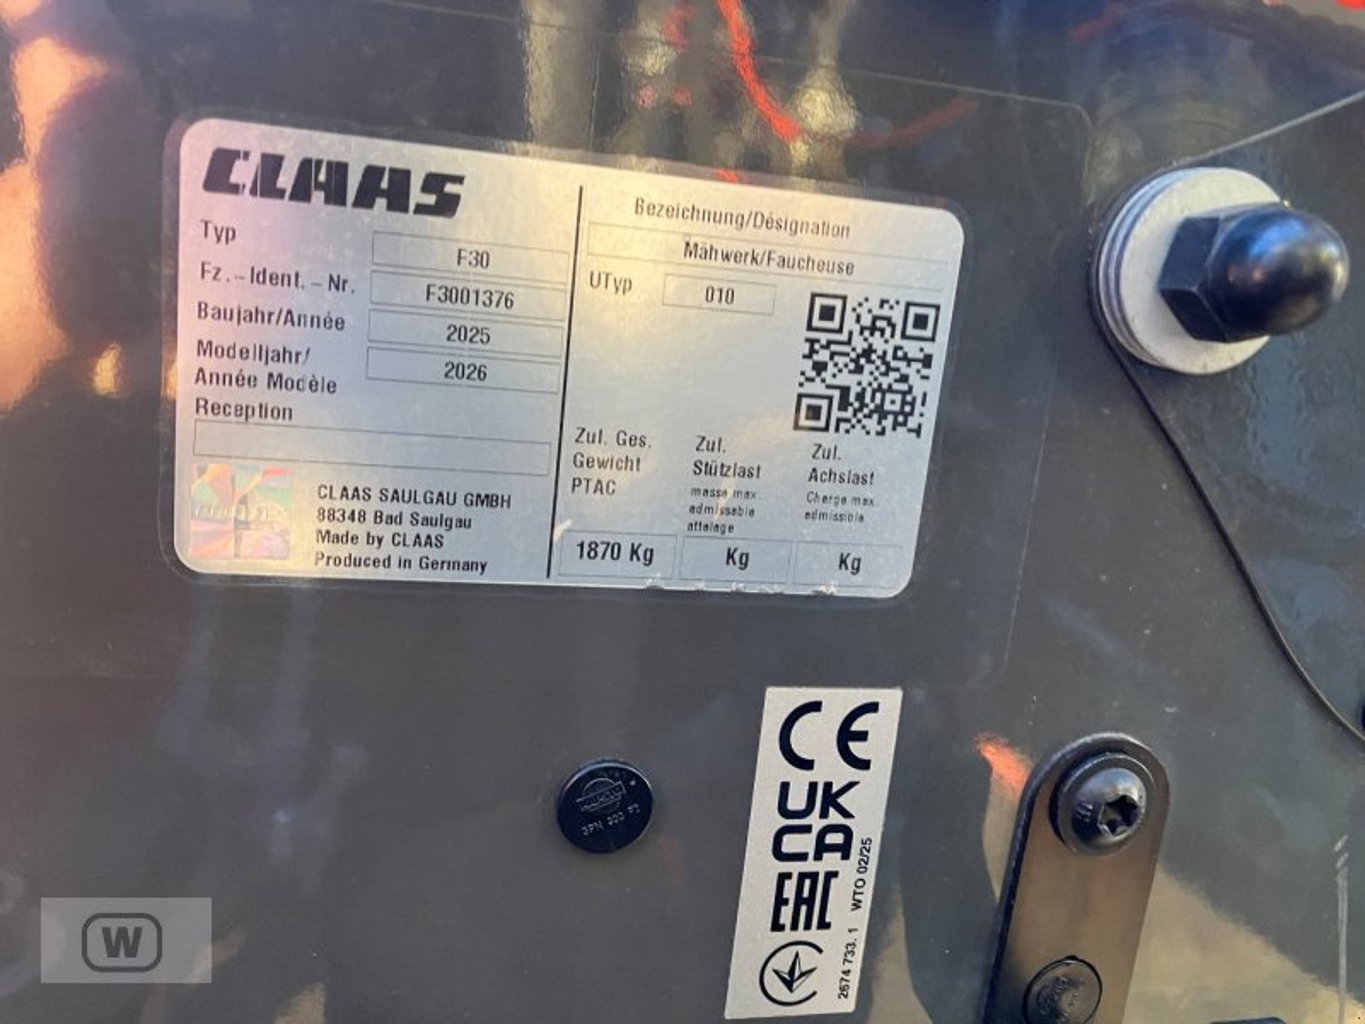 CLAAS
Typ
F30
Fz.-Ident.-Nr.
F3001376
Baujahr/Année
2025
Modelljahr/
Année Modèle
2026
Reception
CLAAS SAULGAU GMBH
88348 Bad Saulgau
Made by CLAAS
Produced in Germany
Bezeichnung/Désignation
Mähwerk/Faucheuse
UTyp
010
Zul. Ges.
Gewicht
PTAC
1870 Kg
Zul.
Stützlast
masse max.
admissable
attelage
Kg
Zul.
Achslast
Charge max.
admissible
Kg
CE
UK
CA
EAC
2674 733. 1 WTO 02/25
W